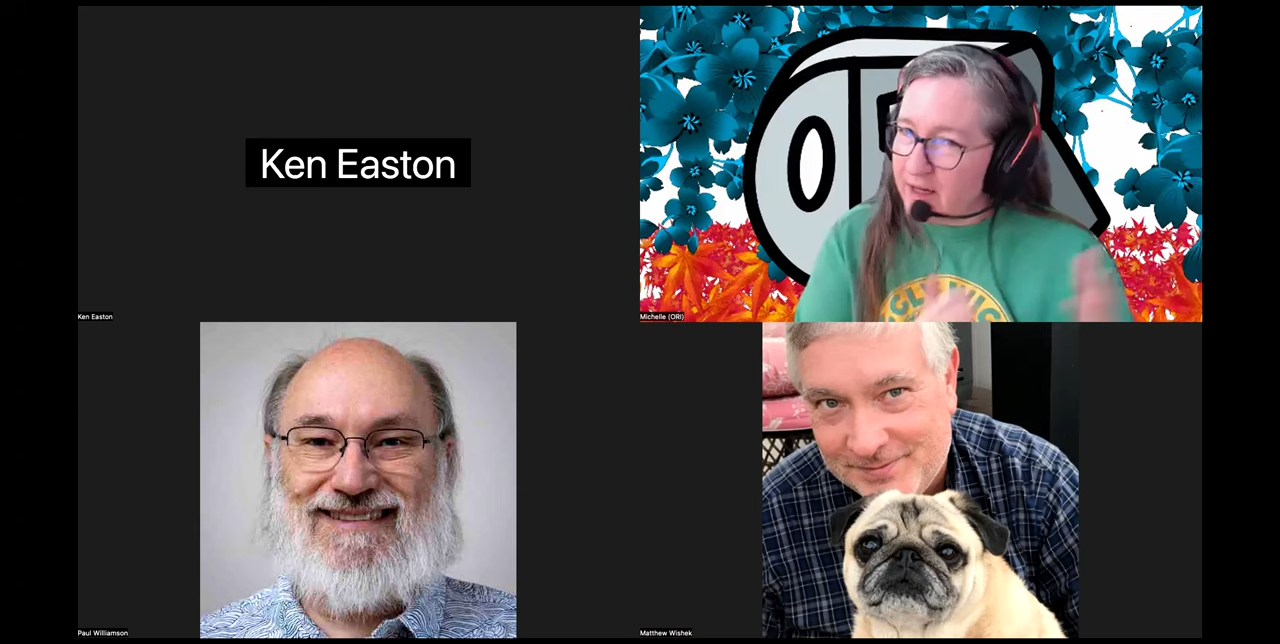 Ken Easton
Ken Easton
Michelle (ORI)
Paul Williamson
Matthew Wishek